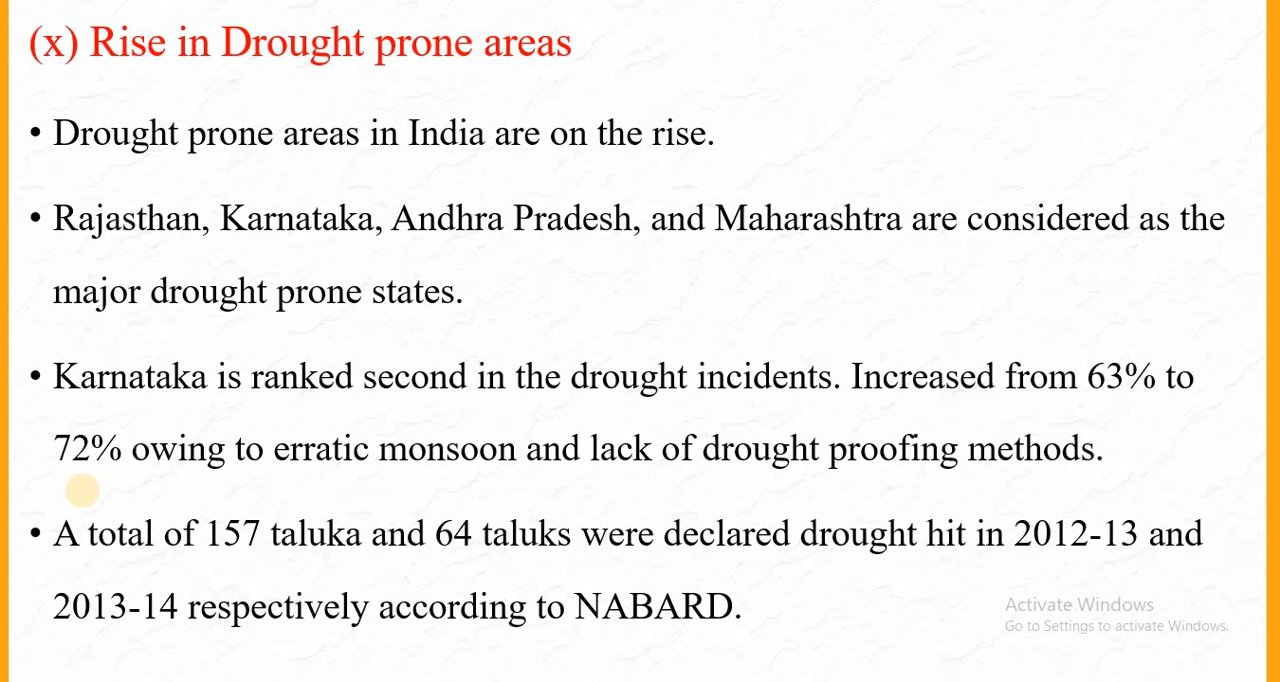 (x) Rise in Drought prone areas
• Drought prone areas in India are on the rise.
• Rajasthan, Karnataka, Andhra Pradesh, and Maharashtra are considered as the
major drought prone states.
• Karnataka is ranked second in the drought incidents. Increased from 63% to
72% owing to erratic monsoon and lack of drought proofing methods.
• A total of 157 taluka and 64 taluks were declared drought hit in 2012-13 and
2013-14 respectively according to NABARD.
Activate Windows
Go to Settings to activate Windows.